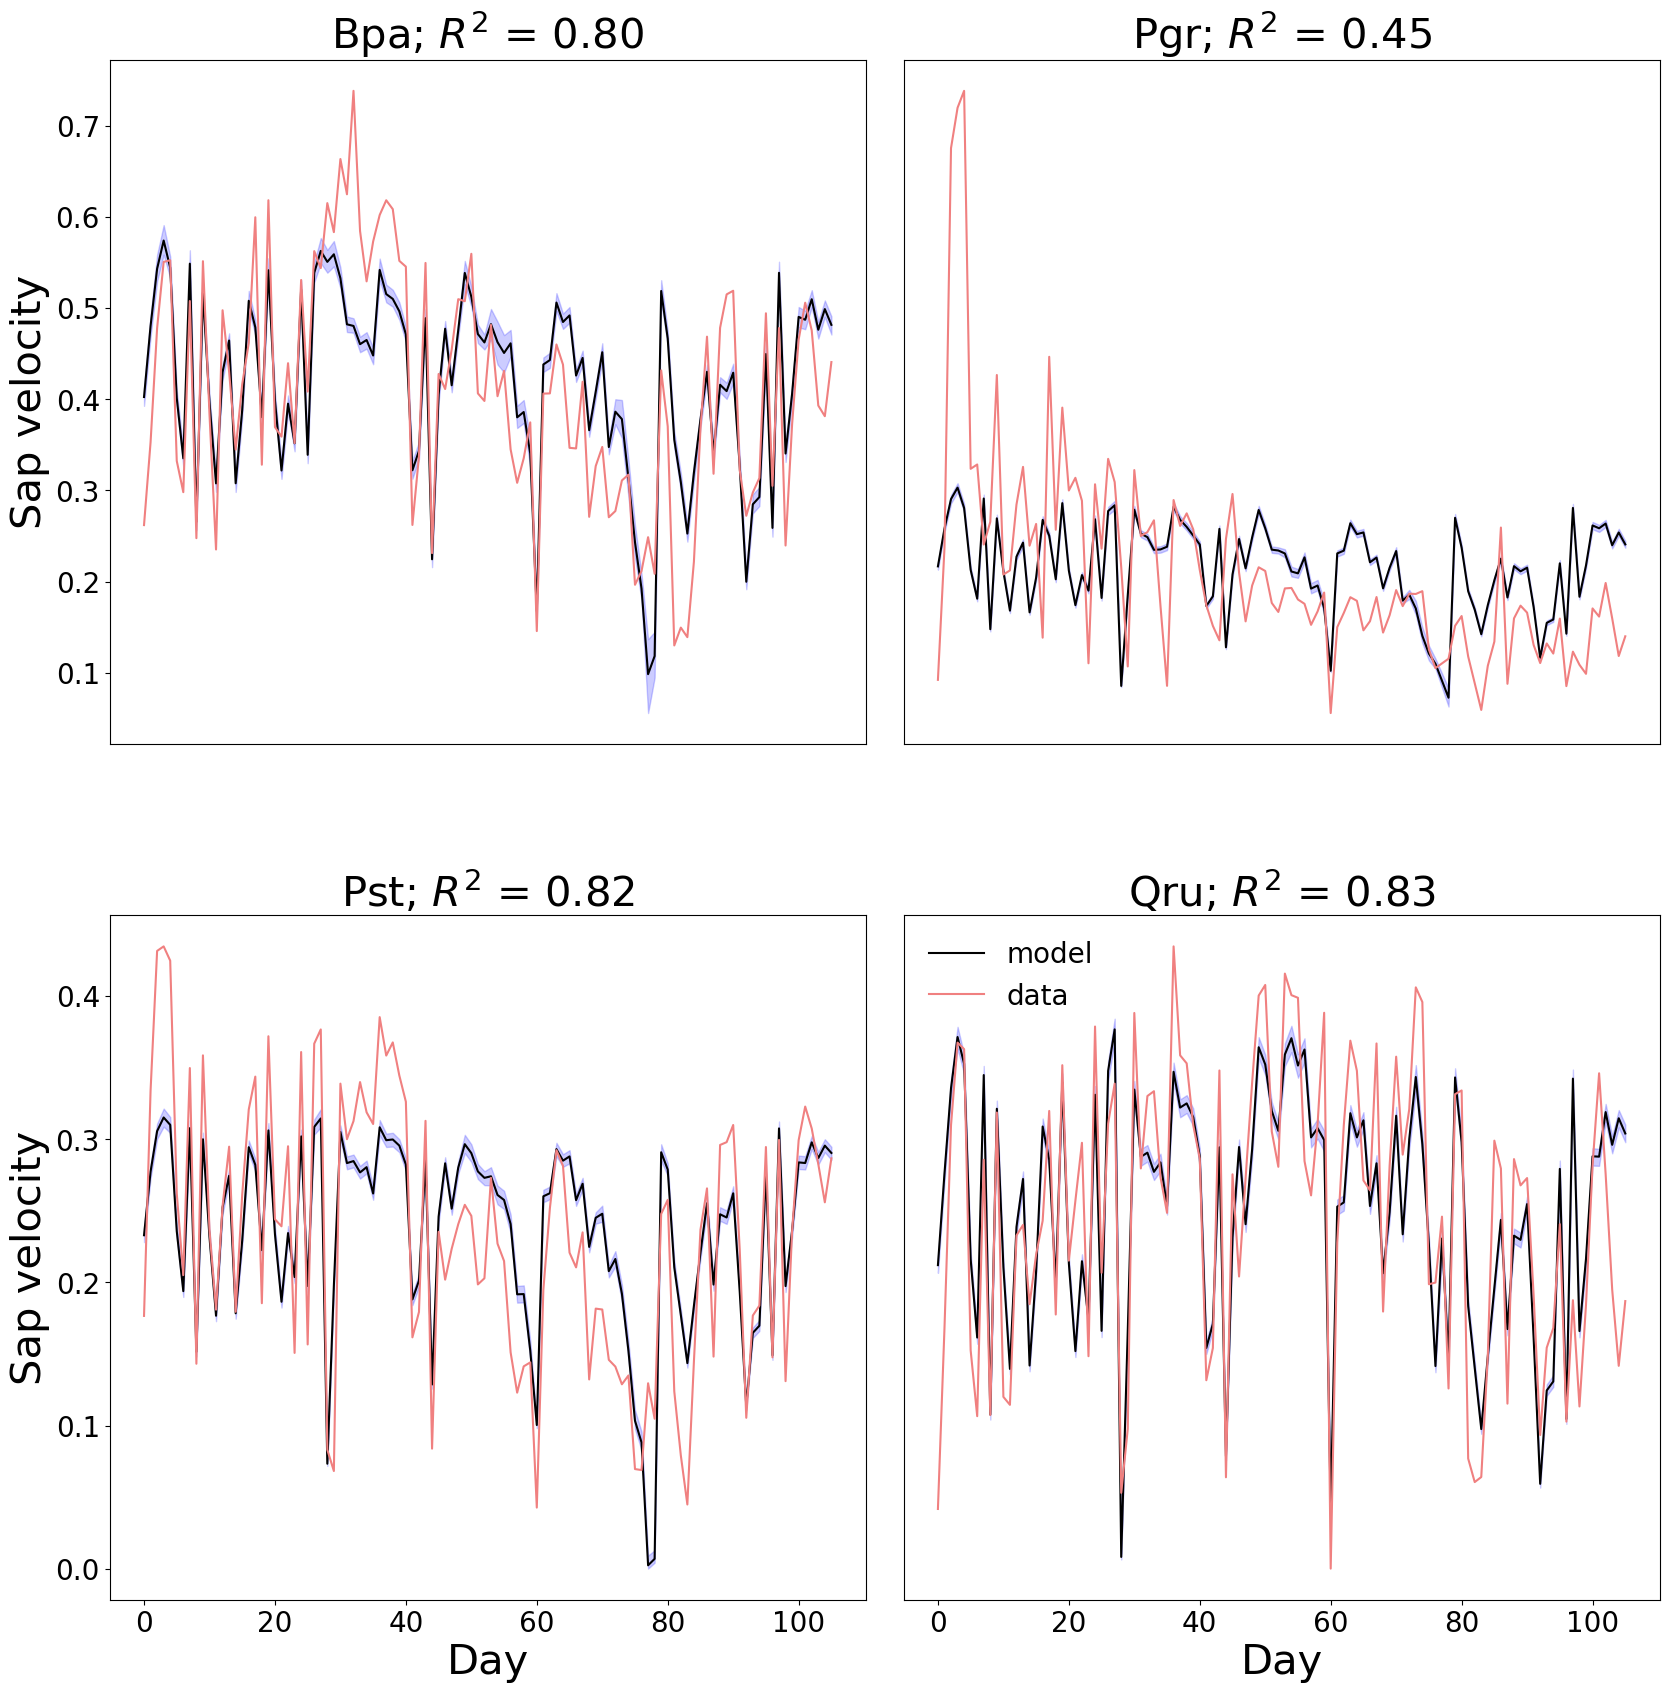 Bpa; R² = 0.80
Pgr; R² = 0.45
Sap velocity
0.7
0.6
0.5
0.4
0.3
0.2
0.1
Pst; R² = 0.82
Qru; R² = 0.83
model
data
Sap velocity
0.4
0.3
0.2
0.1
0.0
0 20 40 60 80 100
0 20 40 60 80 100
Day
Day